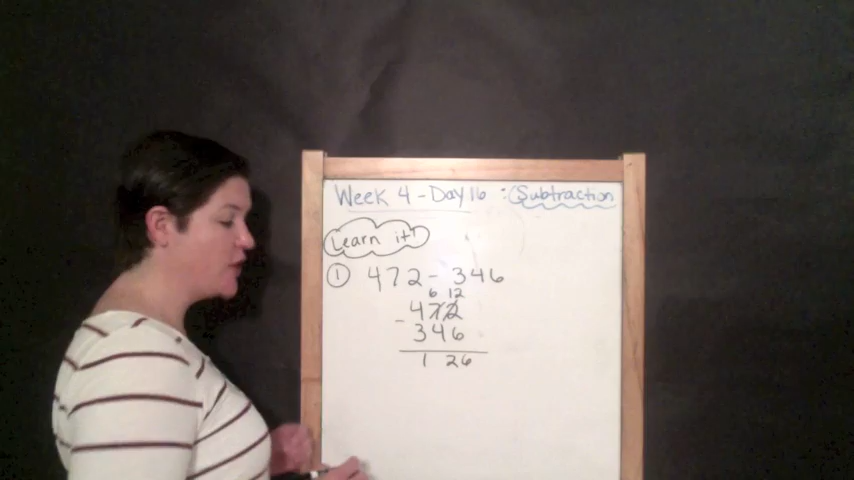 Week 4 - Day 16 : Subtraction
Learn it!
① 472 - 346
6 12
472
- 346
1 26